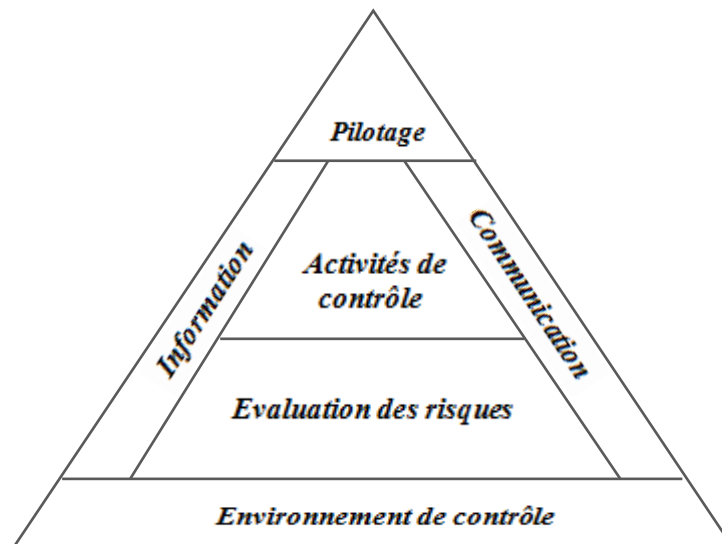 Pilotage
Information
Communication
Activités de
contrôle
Evaluation des risques
Environnement de contrôle